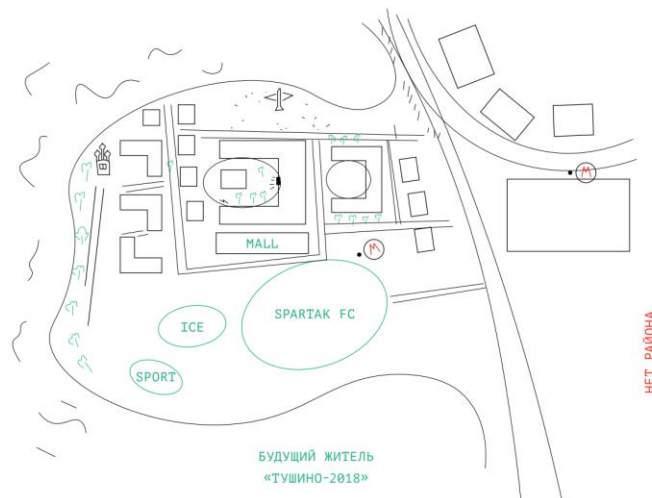 М
MALL
М
SPARTAK FC
ICE
SPORT
НЕТ РАЙОНА
БУДУЩИЙ ЖИТЕЛЬ
«ТУШИНО-2018»